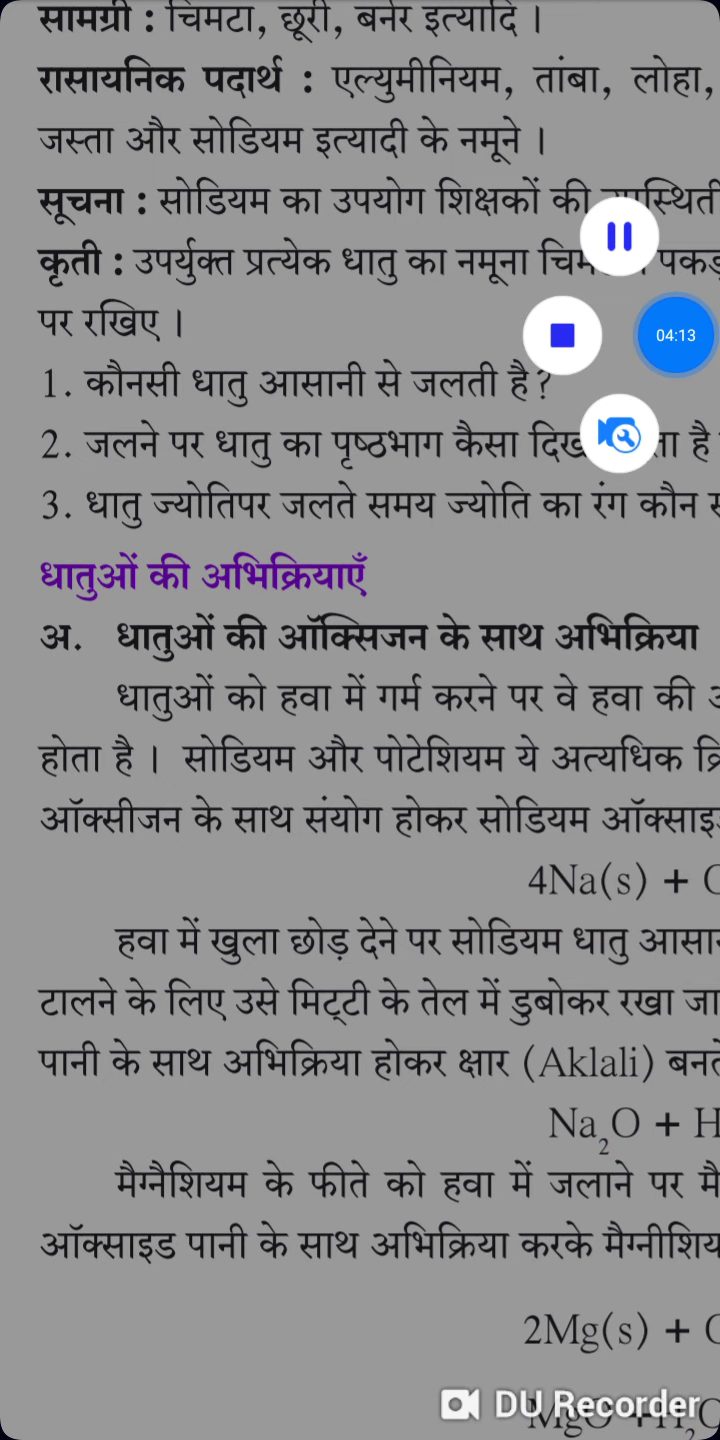 सामग्री : चिमटा, छूरी, बर्नर इत्यादि ।
रासायनिक पदार्थ : एल्युमीनियम, तांबा, लोहा,
जस्ता और सोडियम इत्यादी के नमूने ।
सूचना : सोडियम का उपयोग शिक्षकों की
कृती : उपर्युक्त प्रत्येक धातु का नमूना
पर रखिए ।
04:13
1. कौनसी धातु आसानी से जलती है?
2. जलने पर धातु का पृष्ठभाग कैसा है
3. धातु ज्योतिपर जलते समय ज्योति का रंग कौन
धातुओं की अभिक्रियाएँ
अ. धातुओं की ऑक्सिजन के साथ अभिक्रिया
धातुओं को हवा में गर्म करने पर वे हवा की
होता है । सोडियम और पोटेशियम ये अत्यधिक
ऑक्सीजन के साथ संयोग होकर सोडियम
4Na(s) +
हवा में खुला छोड़ देने पर सोडियम धातु
टालने के लिए उसे मिट्टी के तेल में डुबोकर रखा
पानी के साथ अभिक्रिया होकर क्षार (Aklali)
Na₂O + H
मैग्नैशियम के फीते को हवा में जलाने पर
ऑक्साइड पानी के साथ अभिक्रिया करके
2Mg(s) +
DU Recorder
MgO +